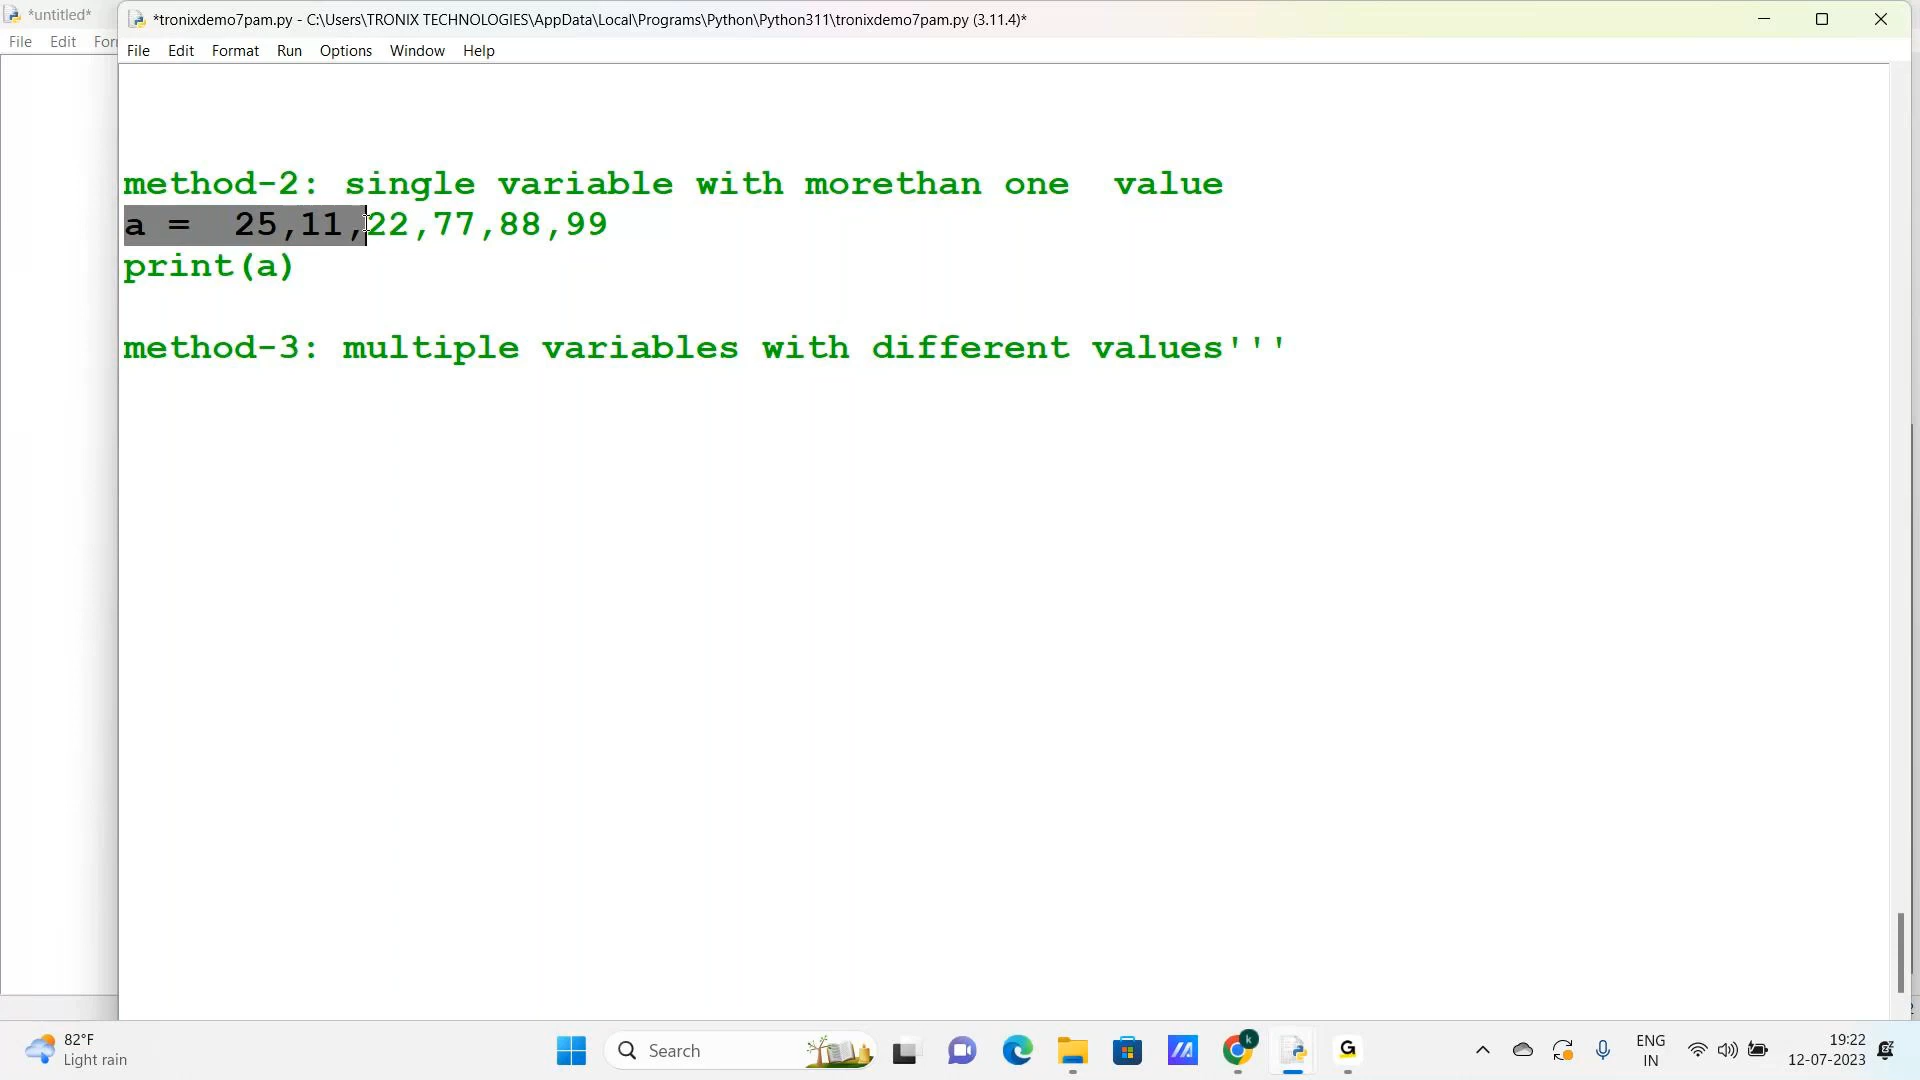 *untitled*
*tronixdemo7pam.py - C:\Users\TRONIX TECHNOLOGIES\AppData\Local\Programs\Python\Python311\tronixdemo7pam.py (3.11.4)*
File Edit
File Edit Format Run Options Window Help
method-2: single variable with morethan one  value
a =  25,11,22,77,88,99
print(a)
method-3: multiple variables with different values'''
82°F
Light rain
Search
ENG
IN
19:22
12-07-2023